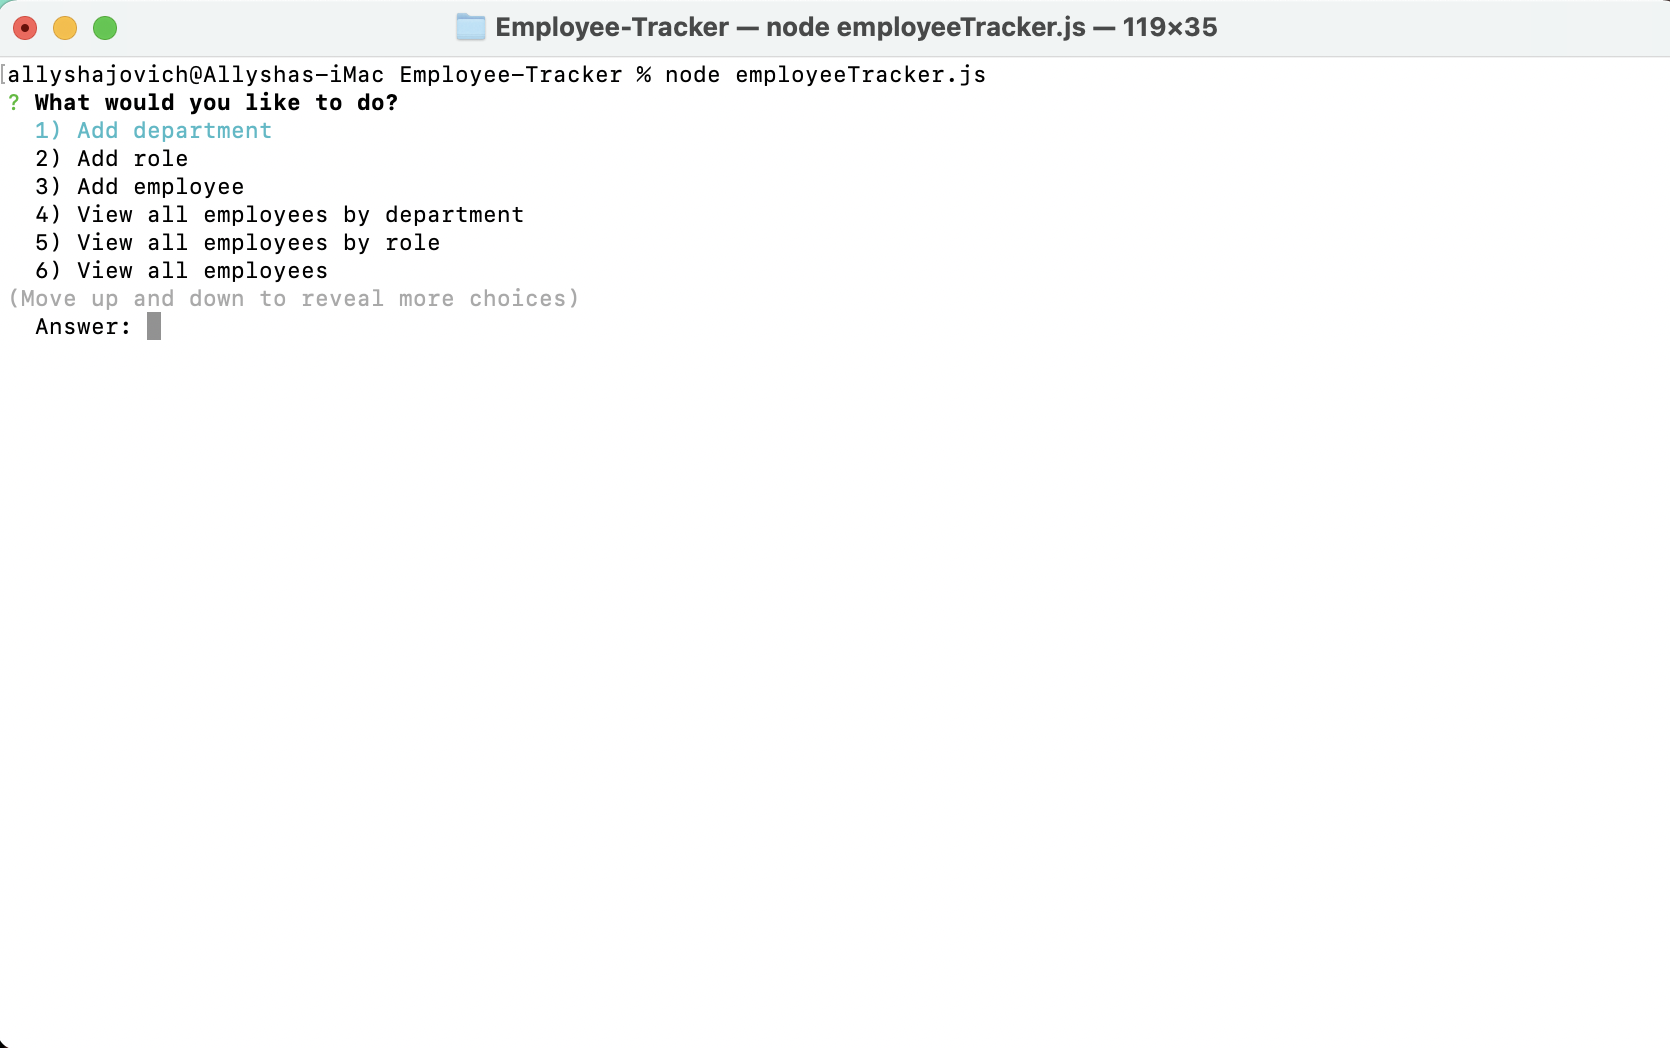 Employee-Tracker — node employeeTracker.js — 119×35
[allyshajovich@Allyshas-iMac Employee-Tracker % node employeeTracker.js
? What would you like to do?
1) Add department
2) Add role
3) Add employee
4) View all employees by department
5) View all employees by role
6) View all employees
(Move up and down to reveal more choices)
Answer: